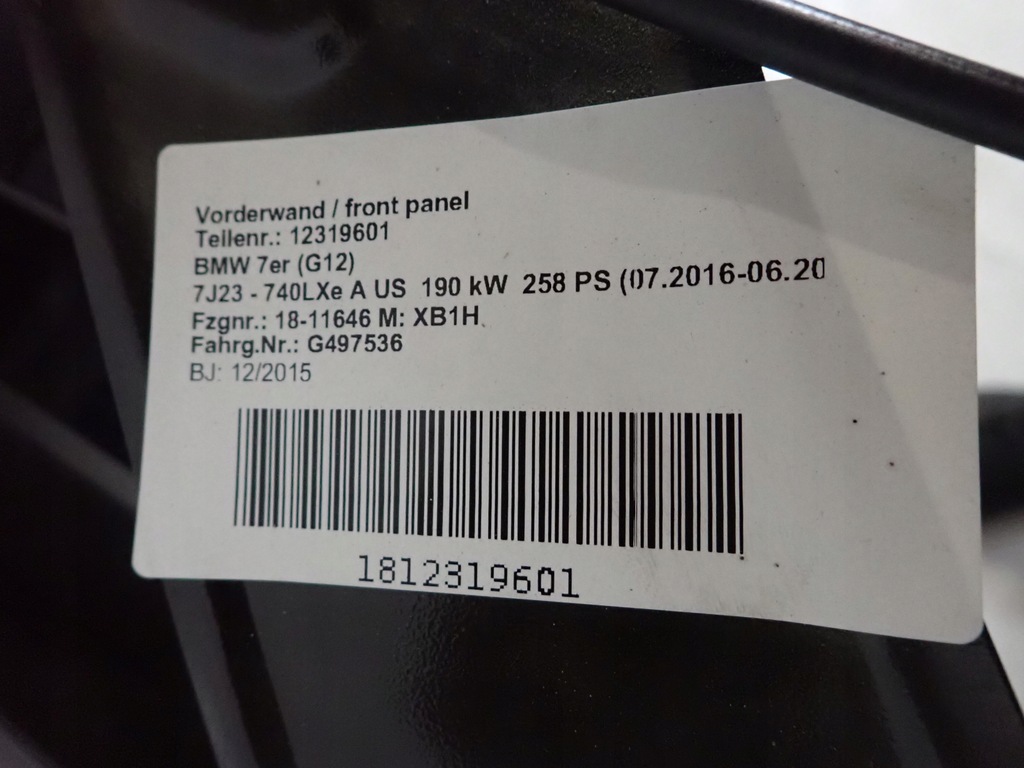 Vorderwand / front panel
Teilenr.: 12319601
BMW 7er (G12)
7J23 - 740LXe A US 190 kW 258 PS (07.2016-06.20
Fzgnr.: 18-11646 M: XB1H
Fahrg.Nr.: G497536
BJ: 12/2015
1812319601